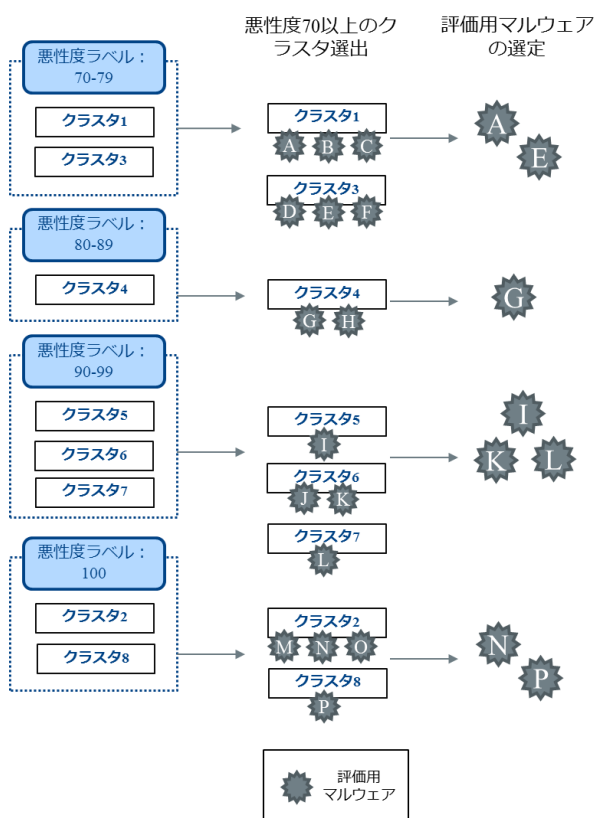 悪性度70以上のク
ラスタ選出
評価用マルウェア
の選定
悪性度ラベル：
70-79
クラスタ1
クラスタ3
クラスタ1
A B C
クラスタ3
D E F
A
E
悪性度ラベル：
80-89
クラスタ4
クラスタ4
G H
G
悪性度ラベル：
90-99
クラスタ5
クラスタ6
クラスタ7
クラスタ5
I
クラスタ6
J K
クラスタ7
L
I
K L
悪性度ラベル：
100
クラスタ2
クラスタ8
クラスタ2
M N O
クラスタ8
P
N
P
評価用
マルウェア